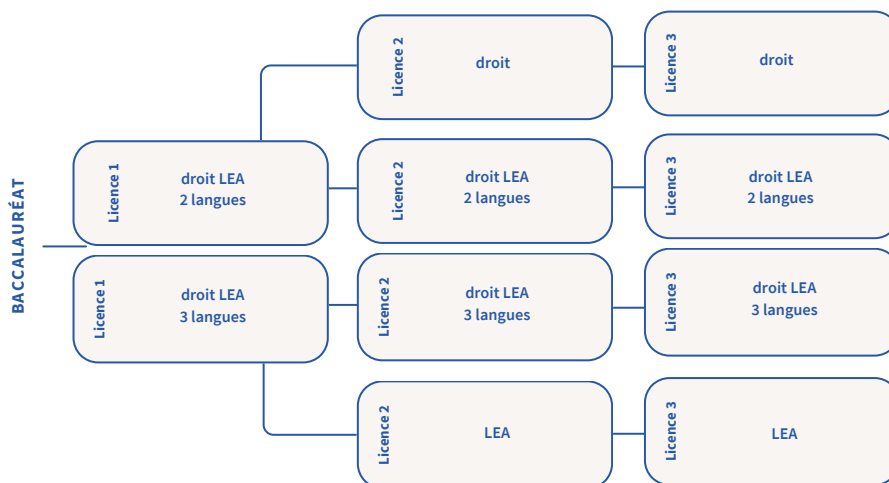 BACCALAURÉAT
Licence 1
droit LEA
2 langues
Licence 1
droit LEA
3 langues
Licence 2
droit
Licence 3
droit
Licence 2
droit LEA
2 langues
Licence 3
droit LEA
2 langues
Licence 2
droit LEA
3 langues
Licence 3
droit LEA
3 langues
Licence 2
LEA
Licence 3
LEA